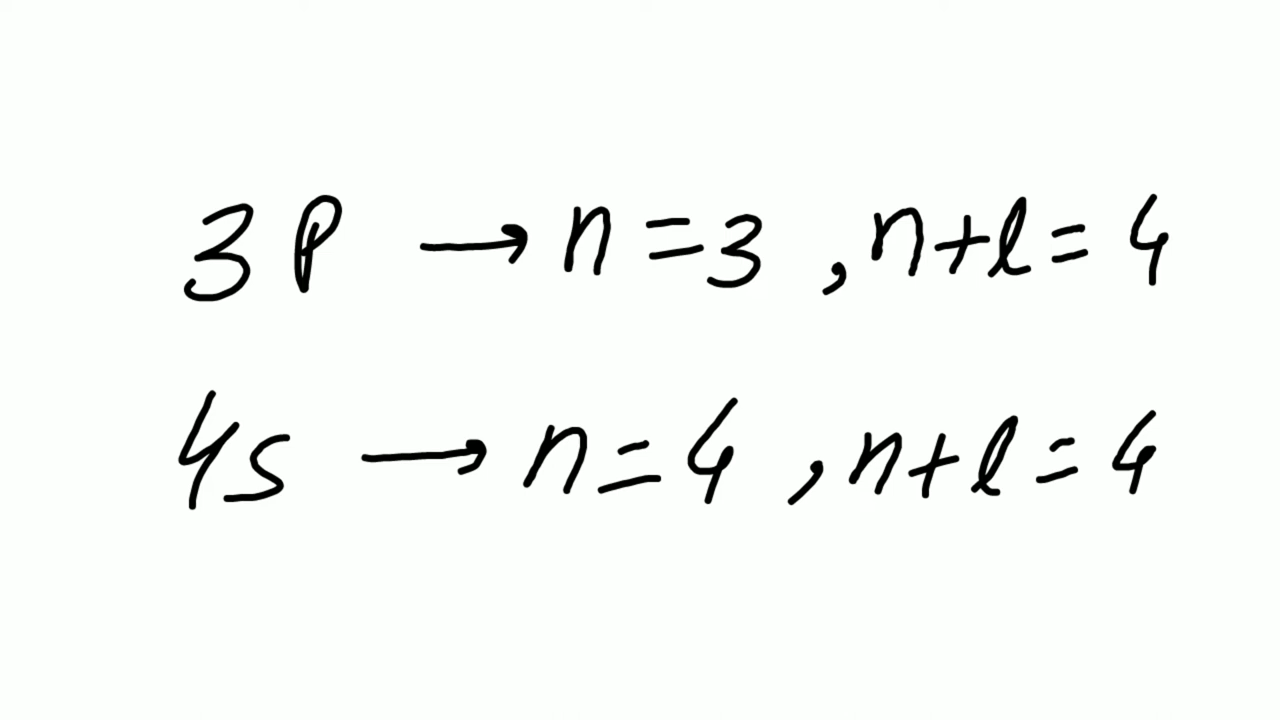 3P → n=3 , n+l=4
4s → n=4 , n+l=4